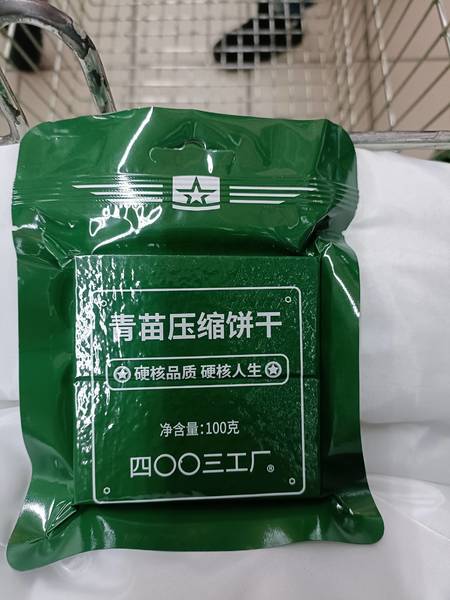 青苗压缩饼干
硬核品质 硬核人生
净含量:100克
四〇〇三工厂®